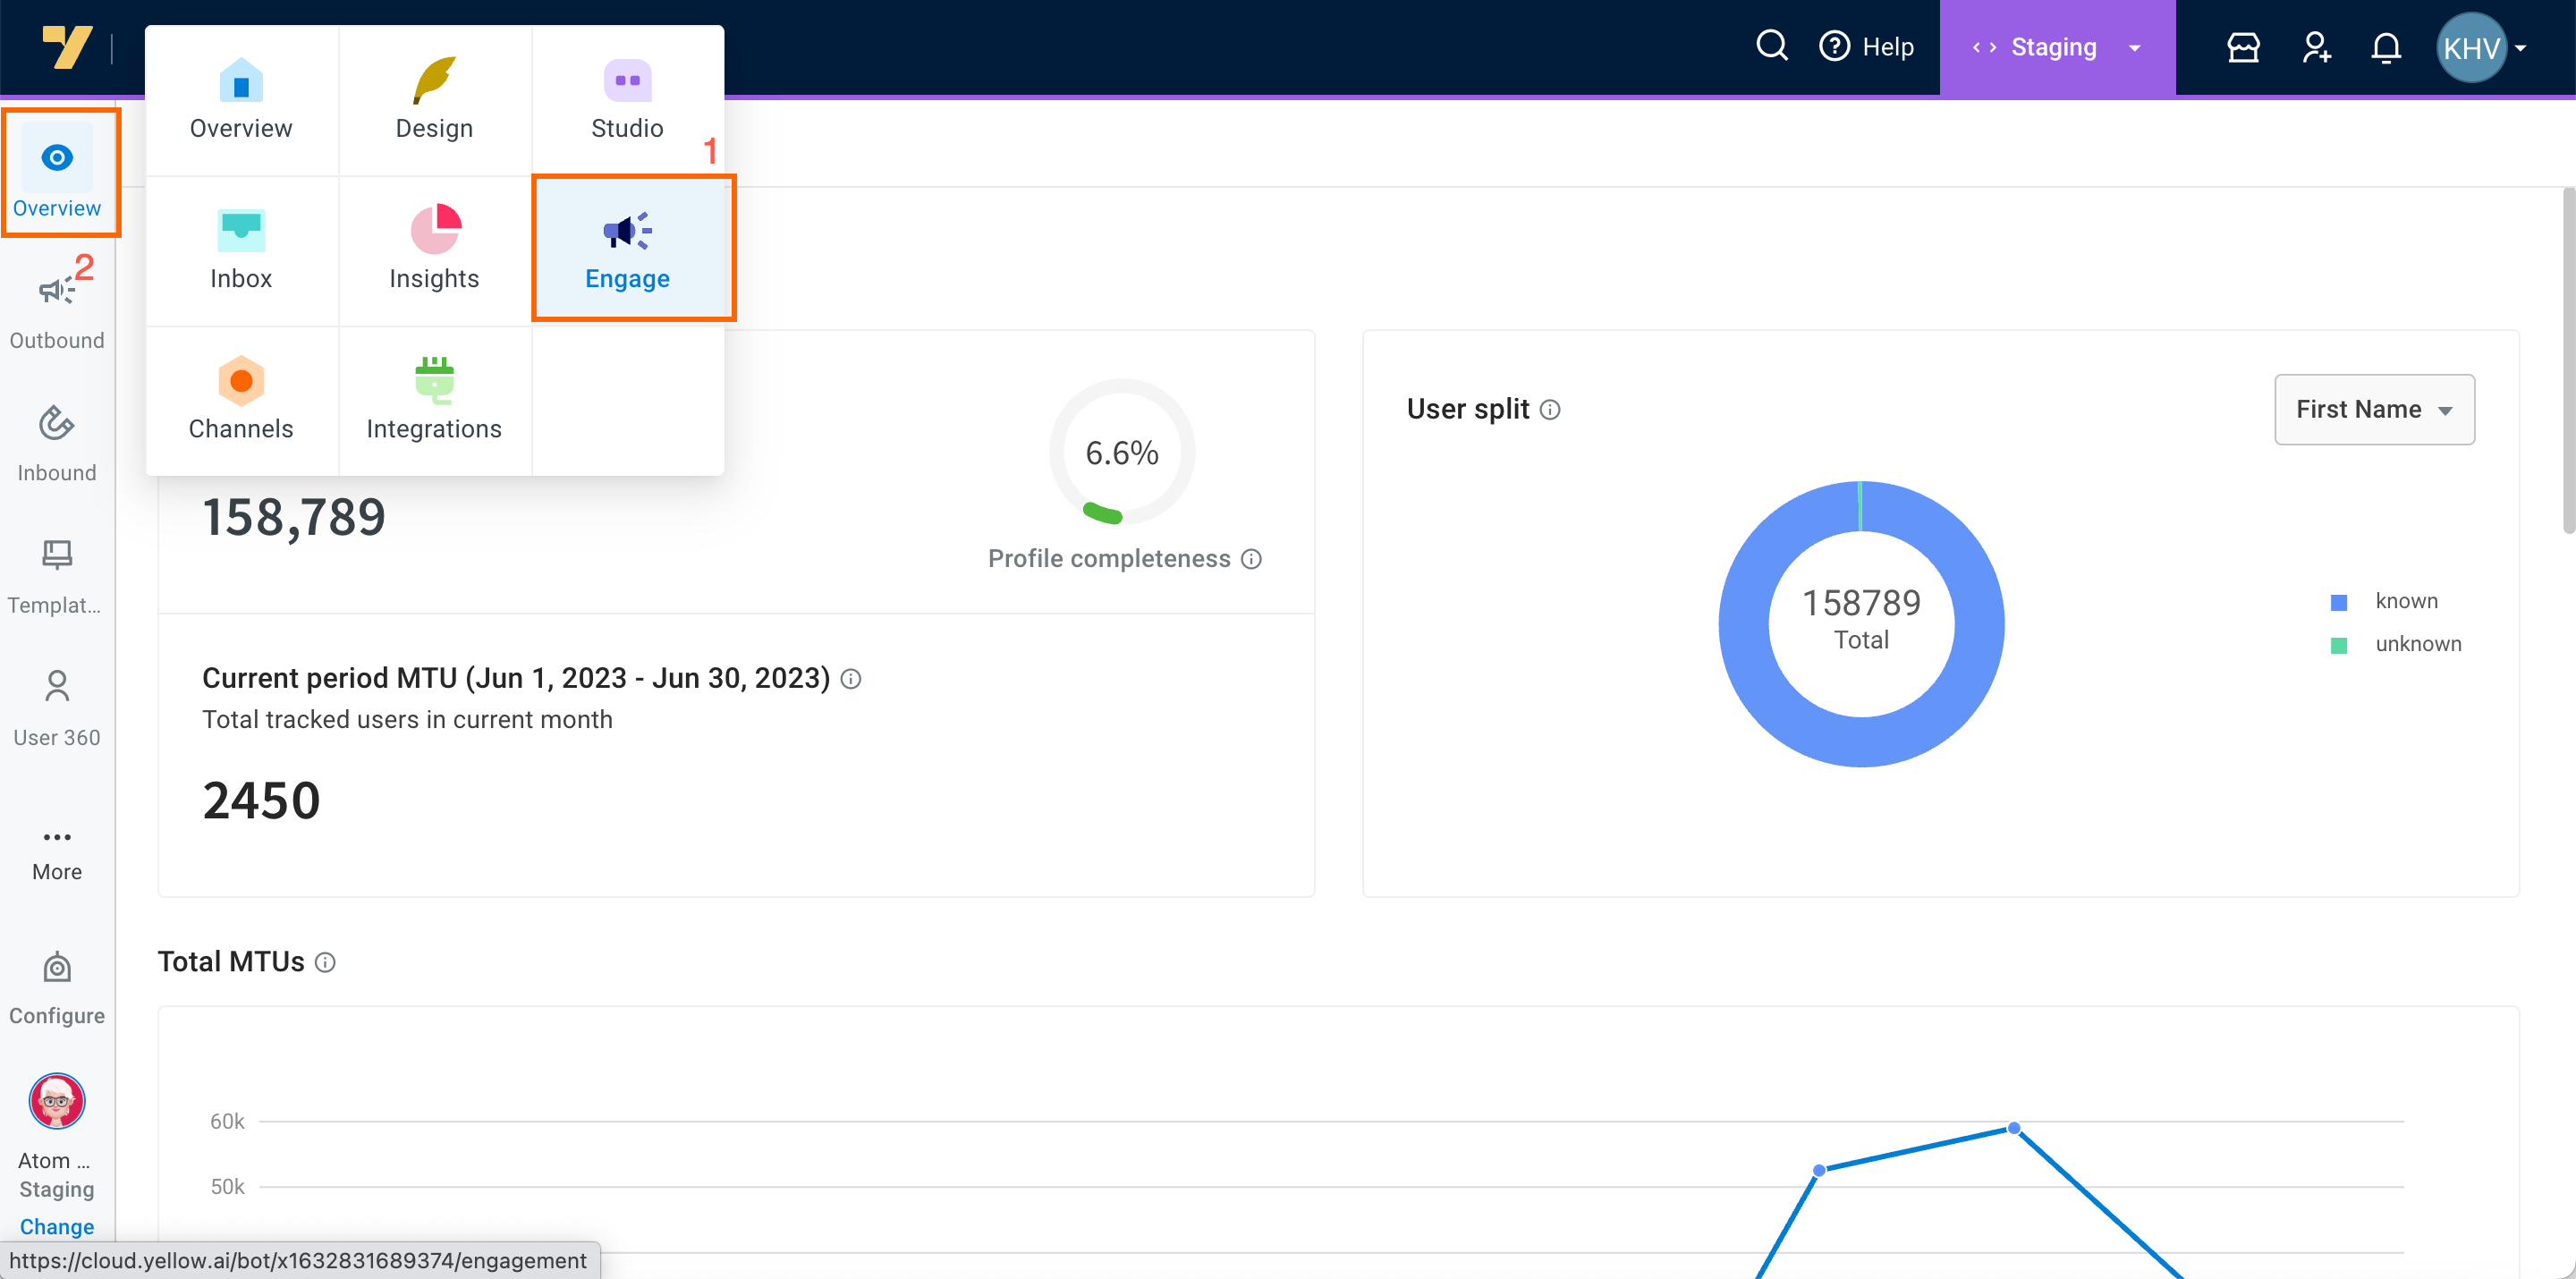 Help
Staging
KHV
Overview
Design
Studio
1
Inbox
Insights
Engage
Channels
Integrations
Overview
2
Outbound
Inbound
Templat...
User 360
More
Configure
Atom ...
Staging
Change
158,789
6.6%
Profile completeness
Current period MTU (Jun 1, 2023 - Jun 30, 2023)
Total tracked users in current month
2450
User split
First Name
158789
Total
known
unknown
Total MTUs
60k
50k
https://cloud.yellow.ai/bot/x1632831689374/engagement